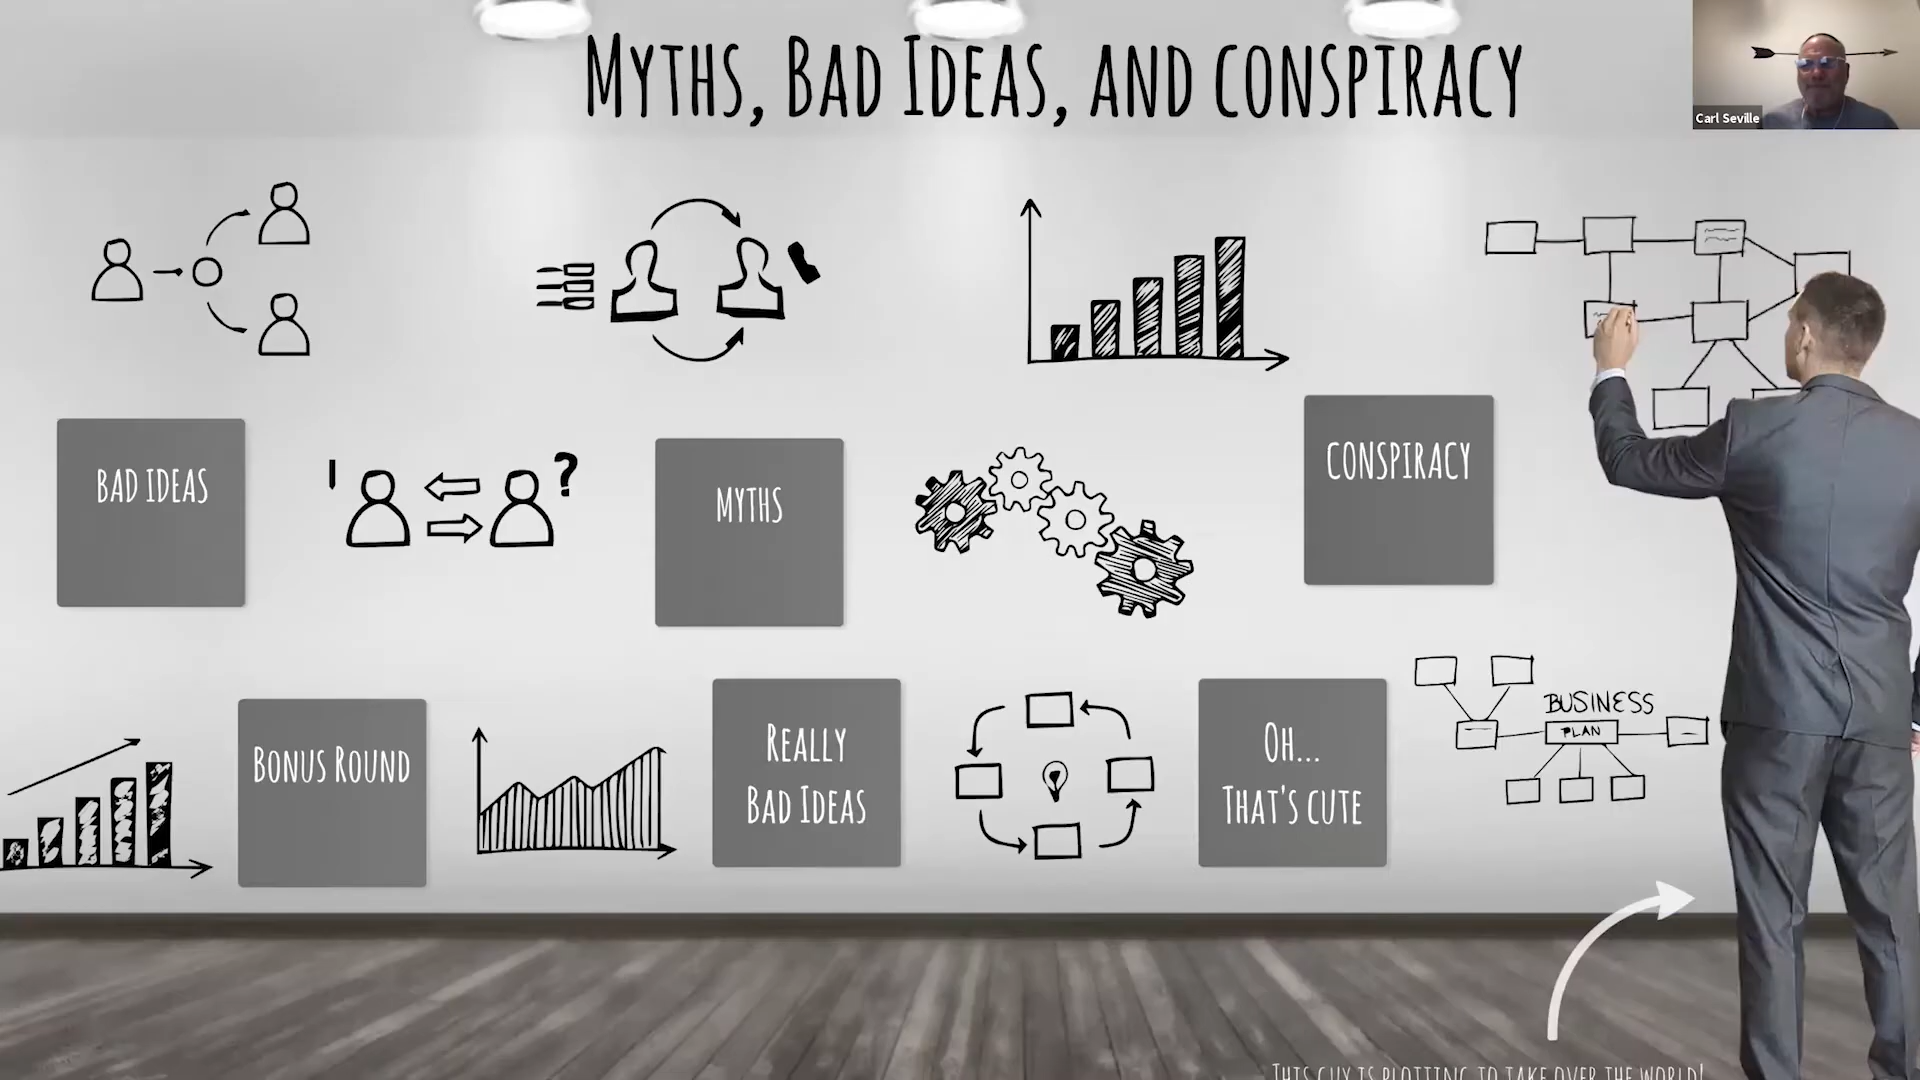 Myths, Bad Ideas, and conspiracy
Carl Seville
BAD IDEAS
?
MYTHS
CONSPIRACY
Bonus Round
Really
Bad Ideas
Oh...
That's cute
BUSINESS
PLAN
This guy is plotting to take over the world!